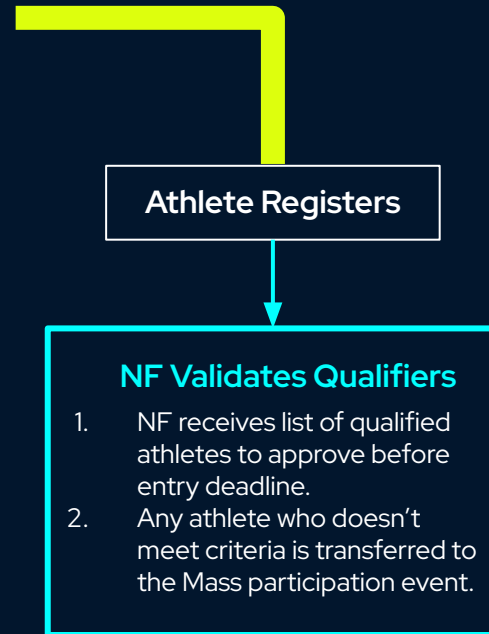 Athlete Registers
NF Validates Qualifiers
1. NF receives list of qualified
athletes to approve before
entry deadline.
2. Any athlete who doesn’t
meet criteria is transferred to
the Mass participation event.